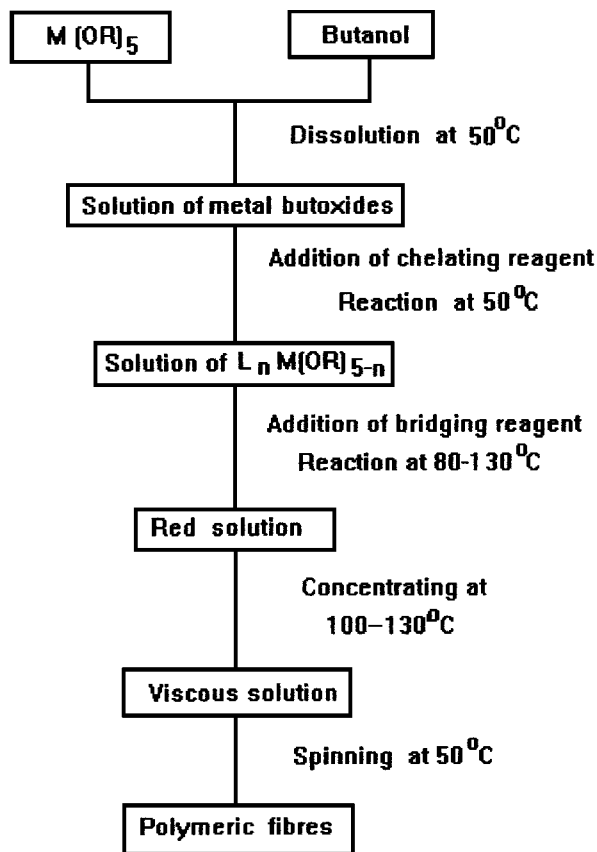 M (OR)5
Butanol
Dissolution at 50°C
Solution of metal butoxides
Addition of chelating reagent
Reaction at 50°C
Solution of Ln M(OR)5-n
Addition of bridging reagent
Reaction at 80-130°C
Red solution
Concentrating at
100–130°C
Viscous solution
Spinning at 50°C
Polymeric fibres